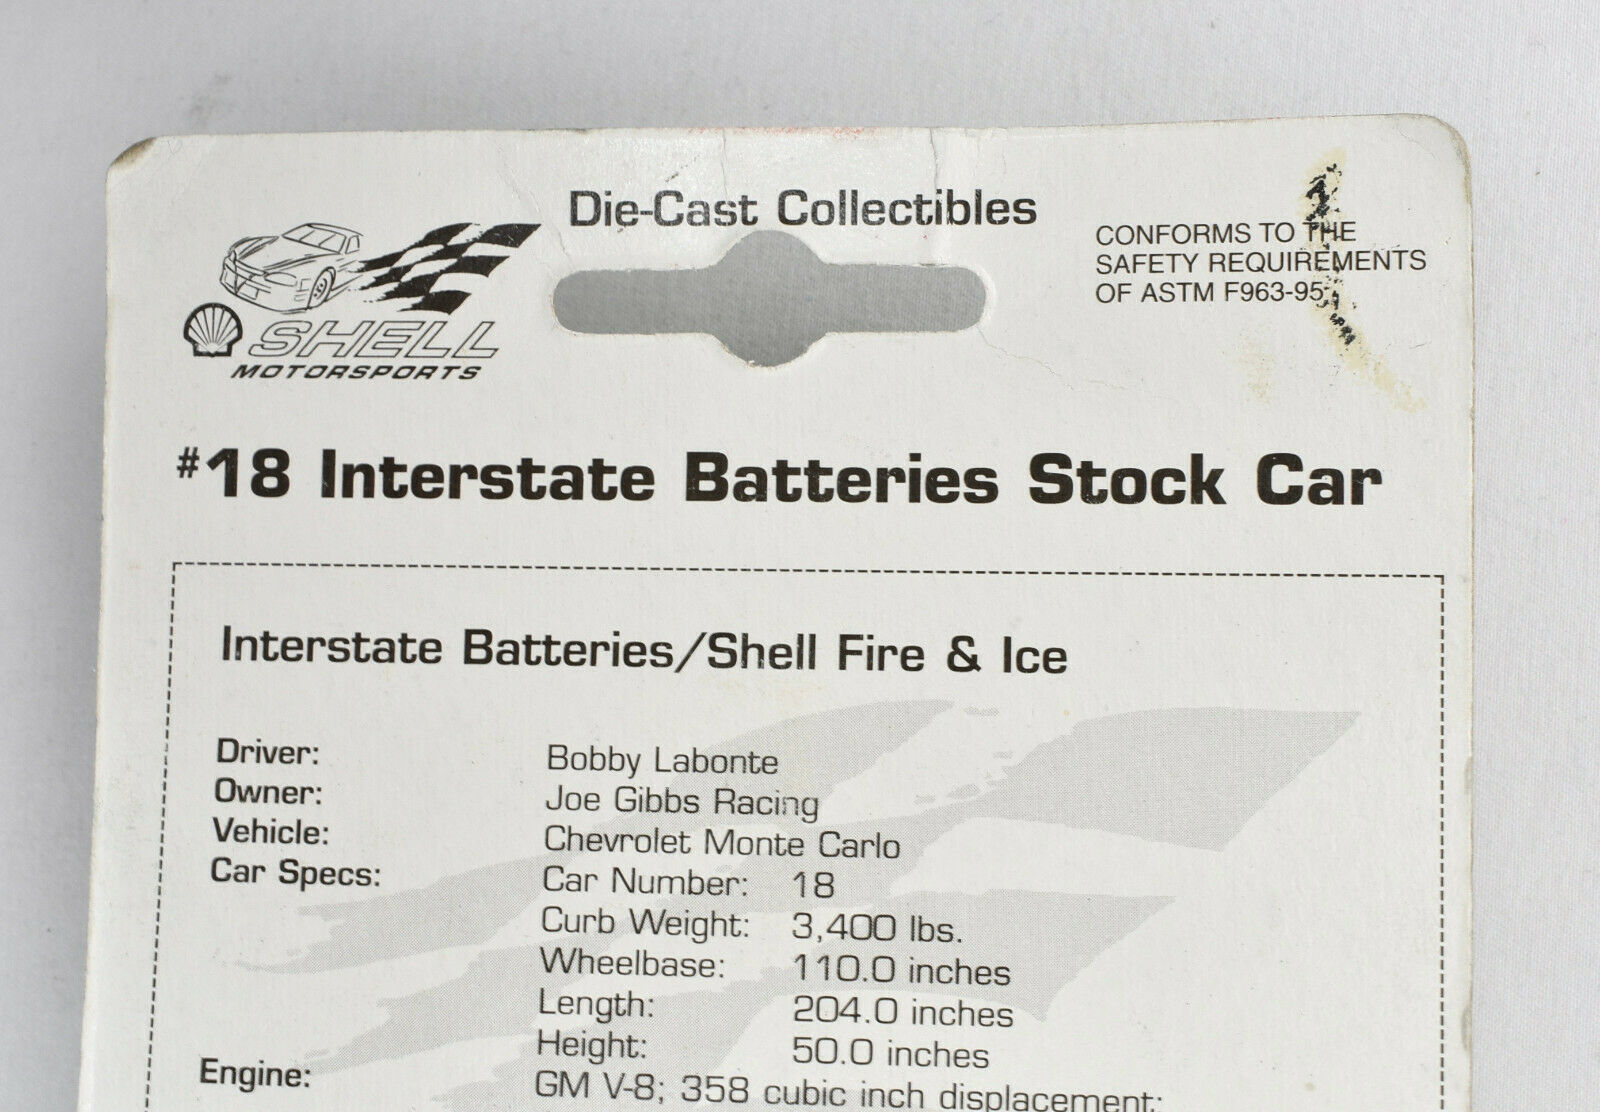 Die-Cast Collectibles
SHELL
MOTORSPORTS
CONFORMS TO THE
SAFETY REQUIREMENTS
OF ASTM F963-95
#18 Interstate Batteries Stock Car
Interstate Batteries/Shell Fire & Ice
Driver: Bobby Labonte
Owner: Joe Gibbs Racing
Vehicle: Chevrolet Monte Carlo
Car Specs: Car Number: 18
Curb Weight: 3,400 lbs.
Wheelbase: 110.0 inches
Length: 204.0 inches
Height: 50.0 inches
Engine: GM V-8; 358 cubic inch displacement;